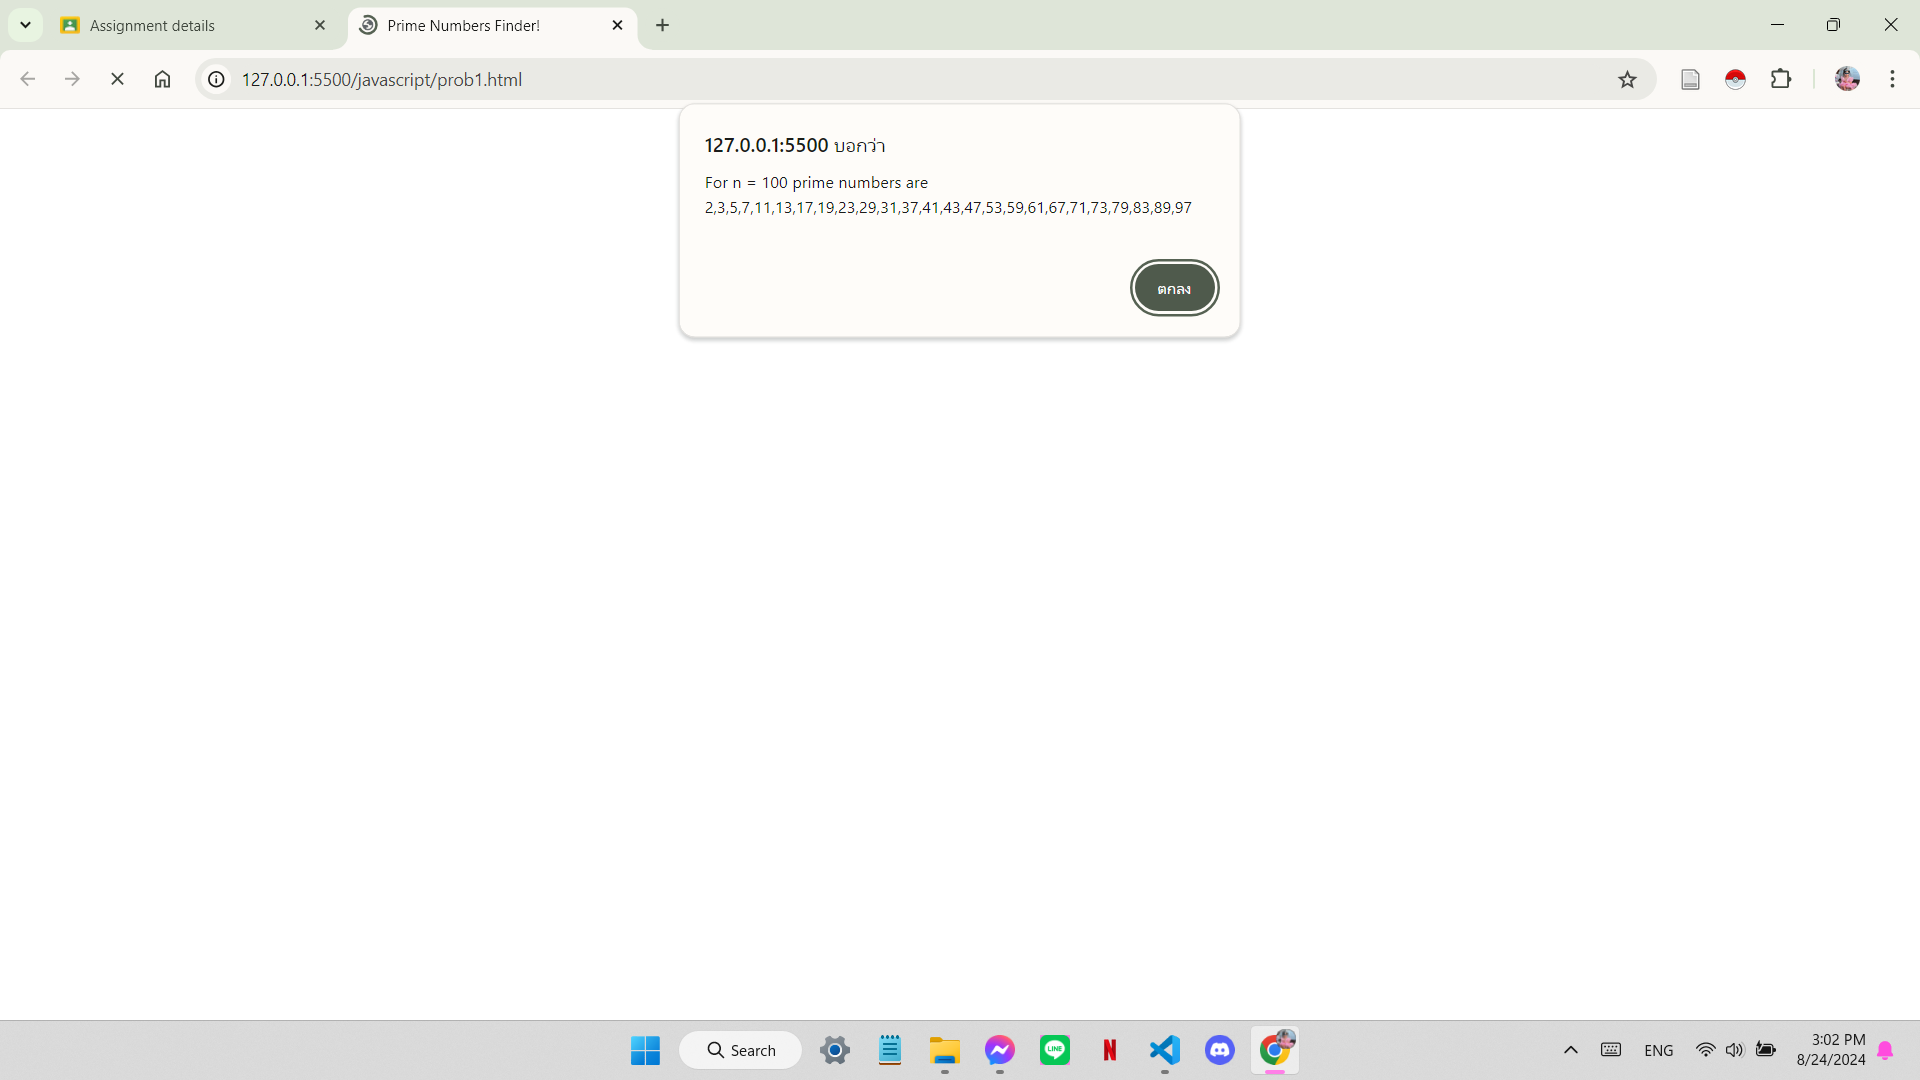 Assignment details
Prime Numbers Finder!
127.0.0.1:5500/javascript/prob1.html
127.0.0.1:5500 บอกว่า
For n = 100 prime numbers are
2,3,5,7,11,13,17,19,23,29,31,37,41,43,47,53,59,61,67,71,73,79,83,89,97
ตกลง
Search
LINE
N
ENG
3:02 PM
8/24/2024